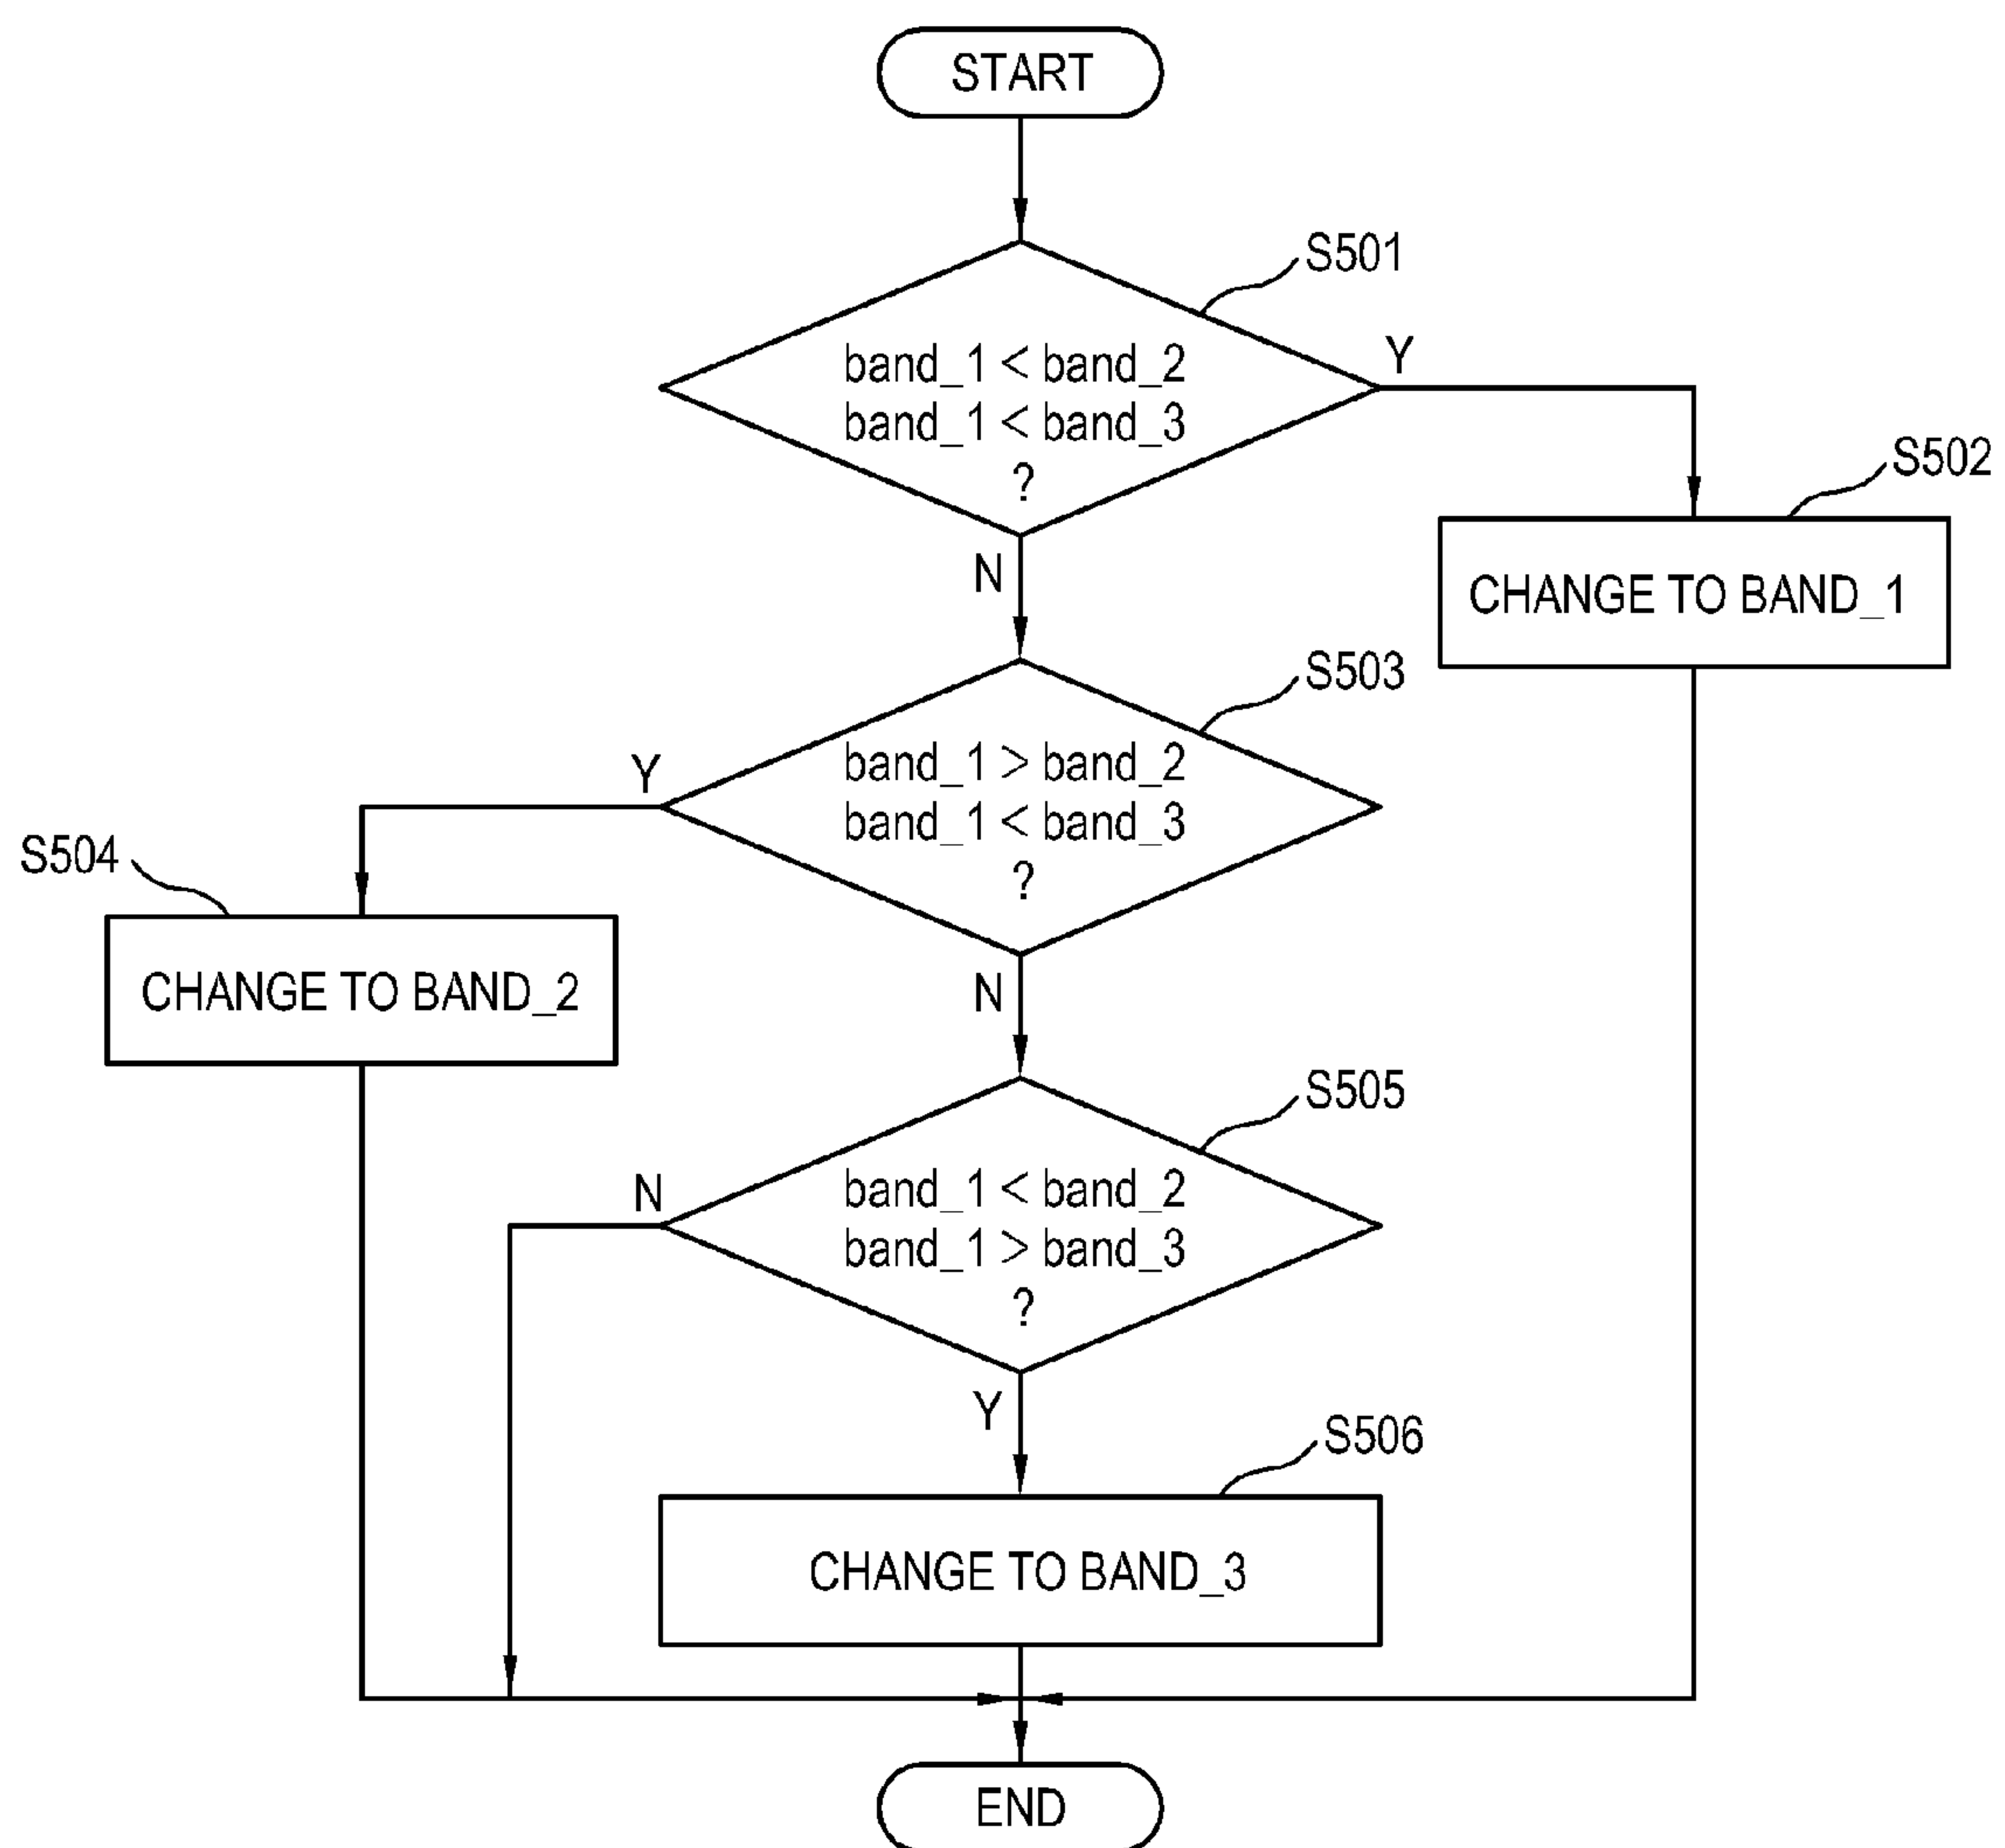 START
S501
band_1 < band_2
band_1 < band_3
?
Y
N
S502
CHANGE TO BAND_1
S503
band_1 > band_2
band_1 < band_3
?
Y
N
S504
CHANGE TO BAND_2
S505
band_1 < band_2
band_1 > band_3
?
N
Y
S506
CHANGE TO BAND_3
END